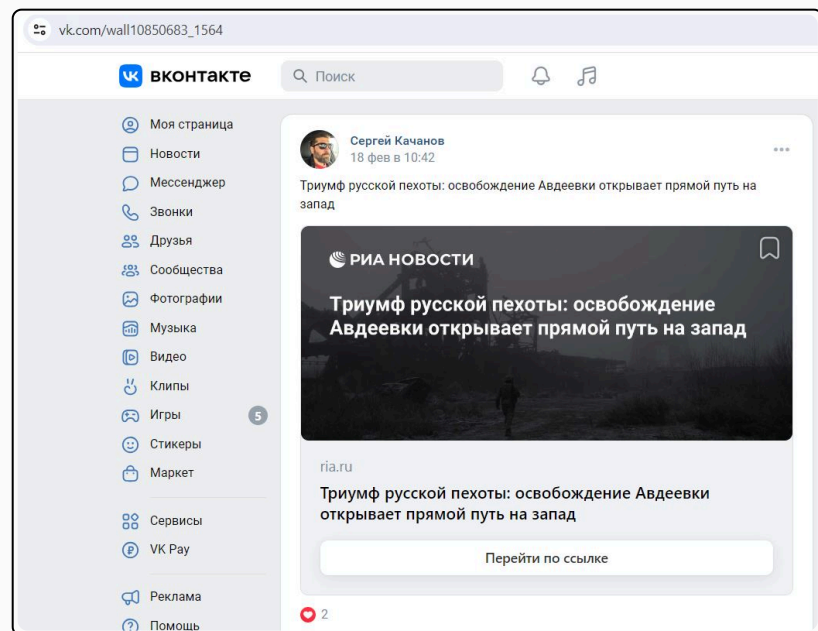 vk.com/wall10850683_1564
вконтакте
Поиск
Моя страница
Новости
Мессенджер
Звонки
Друзья
Сообщества
Фотографии
Музыка
Видео
Клипы
Игры 5
Стикеры
Маркет
Сервисы
VK Pay
Реклама
Помощь
Сергей Качанов
18 фев в 10:42
Триумф русской пехоты: освобождение Авдеевки открывает прямой путь на
запад
РИА НОВОСТИ
Триумф русской пехоты: освобождение
Авдеевки открывает прямой путь на запад
ria.ru
Триумф русской пехоты: освобождение Авдеевки
открывает прямой путь на запад
Перейти по ссылке
2